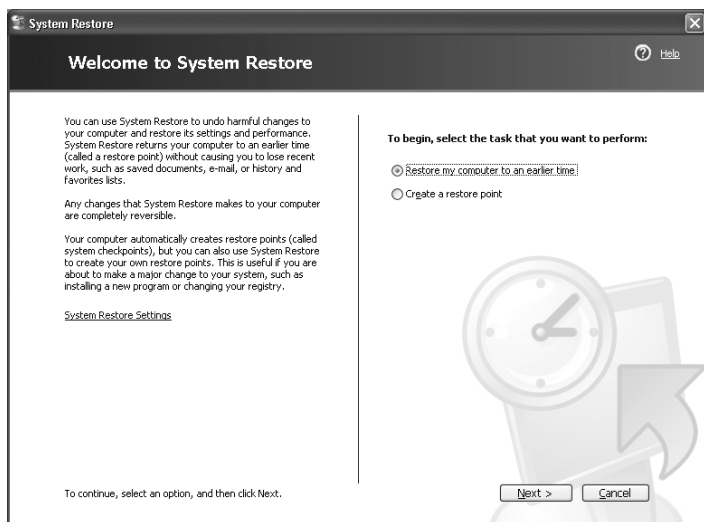 System Restore
Welcome to System Restore
Help
You can use System Restore to undo harmful changes to
your computer and restore its settings and performance.
System Restore returns your computer to an earlier time
(called a restore point) without causing you to lose recent
work, such as saved documents, e-mail, or history and
favorites lists.
Any changes that System Restore makes to your computer
are completely reversible.
Your computer automatically creates restore points (called
system checkpoints), but you can also use System Restore
to create your own restore points. This is useful if you are
about to make a major change to your system, such as
installing a new program or changing your registry.
System Restore Settings
To begin, select the task that you want to perform:
Restore my computer to an earlier time
Create a restore point
To continue, select an option, and then click Next.
Next >
Cancel